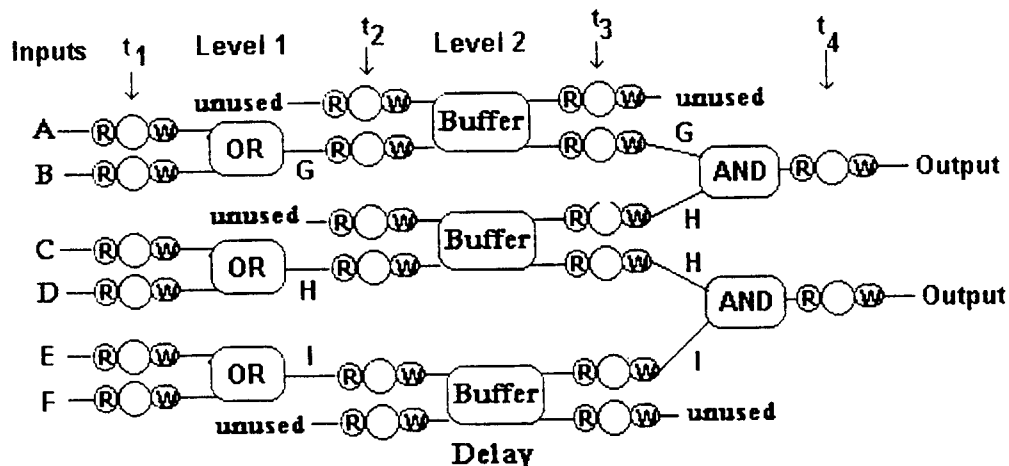 Inputs t1 Level 1 t2 Level 2 t3 t4
unused R W R W unused
A R W OR G R W Buffer R W G
B R W AND R W Output
unused R W R W H
C R W OR Buffer
D R W H R W R W H
AND R W Output
E R W OR I R W Buffer R W I
F R W
unused R W R W unused
Delay